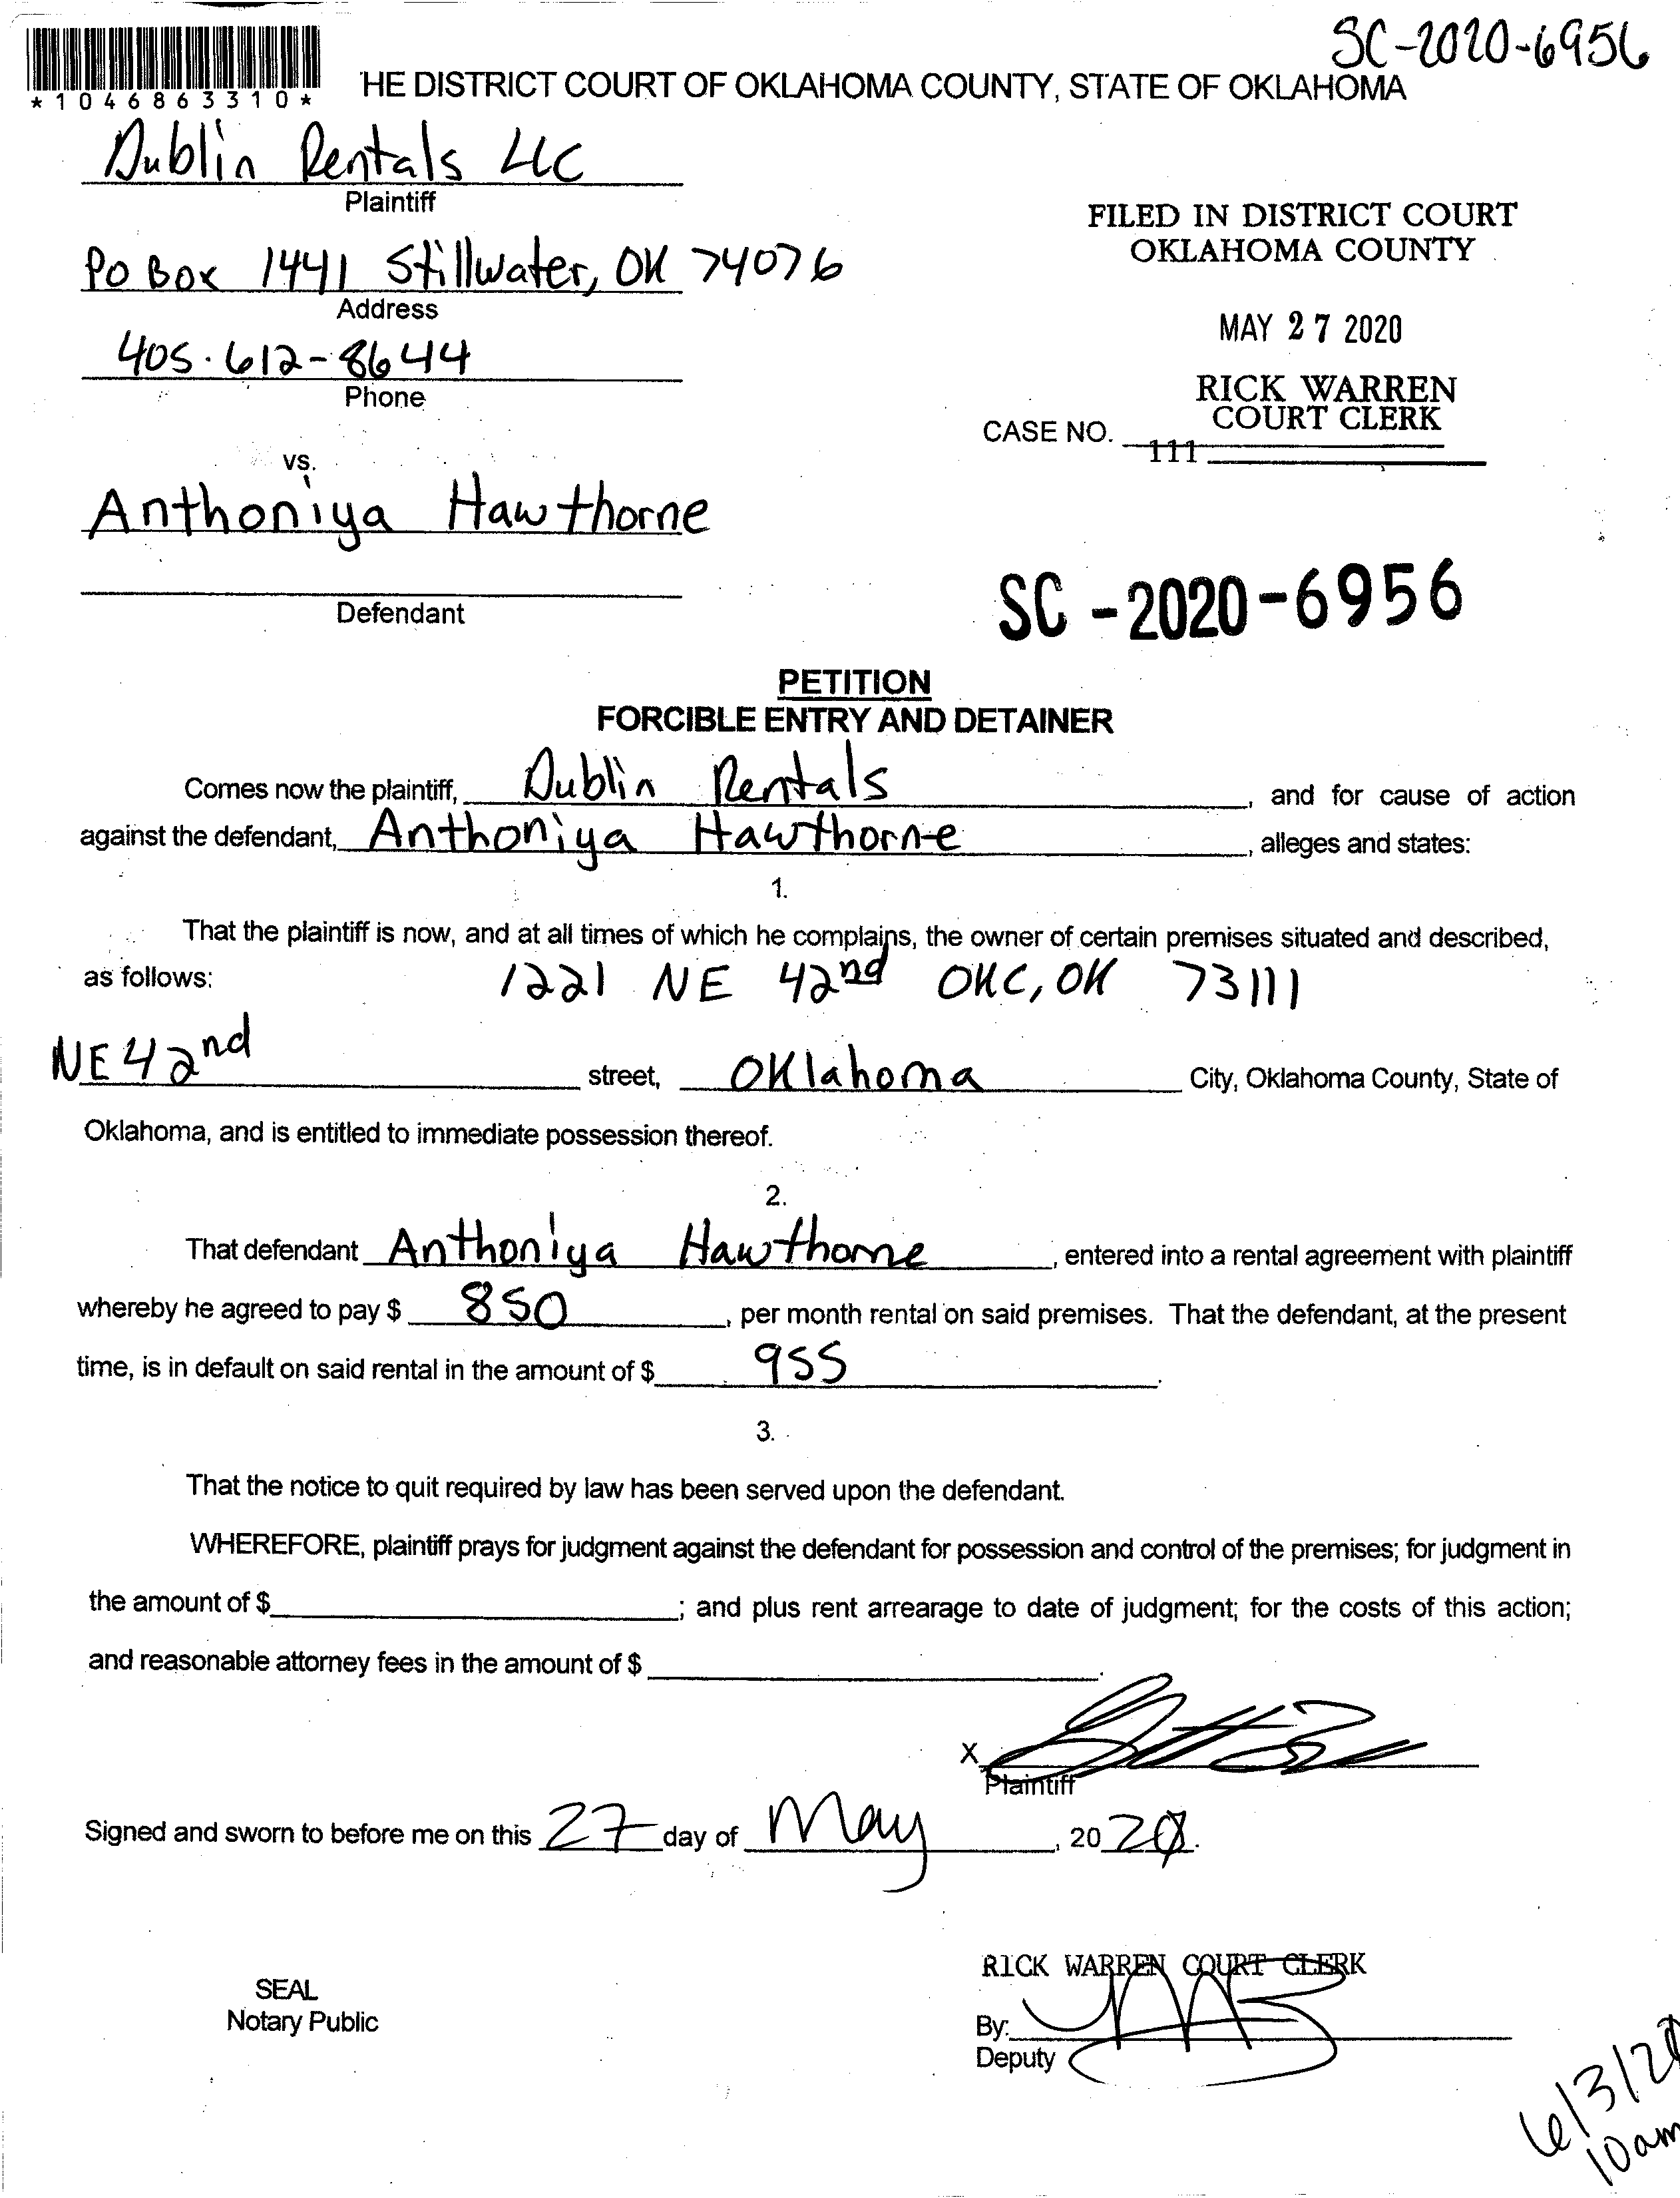 SC-2020-6956
*1046863310*
'HE DISTRICT COURT OF OKLAHOMA COUNTY, STATE OF OKLAHOMA
Dublin Rentals LLC
Plaintiff
PO Box 1441 Stillwater, OK 74076
Address
405·612-8644
Phone
FILED IN DISTRICT COURT
OKLAHOMA COUNTY
MAY 27 2020
RICK WARREN
COURT CLERK
CASE NO.
111
vs.
Anthoniya Hawthorne
Defendant
SC-2020-6956
PETITION
FORCIBLE ENTRY AND DETAINER
Comes now the plaintiff, Dublin Rentals, and for cause of action
against the defendant, Anthoniya Hawthorne, alleges and states:
1.
That the plaintiff is now, and at all times of which he complains, the owner of certain premises situated and described,
as follows: 1221 NE 42nd OKC, OK 73111
NE 42nd street, Oklahoma City, Oklahoma County, State of
Oklahoma, and is entitled to immediate possession thereof.
2.
That defendant Anthoniya Hawthorne, entered into a rental agreement with plaintiff
whereby he agreed to pay $ 850, per month rental on said premises. That the defendant, at the present
time, is in default on said rental in the amount of $ 955.
3.
That the notice to quit required by law has been served upon the defendant.
WHEREFORE, plaintiff prays for judgment against the defendant for possession and control of the premises; for judgment in
the amount of $ ; and plus rent arrearage to date of judgment; for the costs of this action;
and reasonable attorney fees in the amount of $ .
X
Plaintiff
Signed and sworn to before me on this 27 day of May, 2020.
RICK WARREN COURT CLERK
SEAL
Notary Public
By:
Deputy
6/3/20
10am